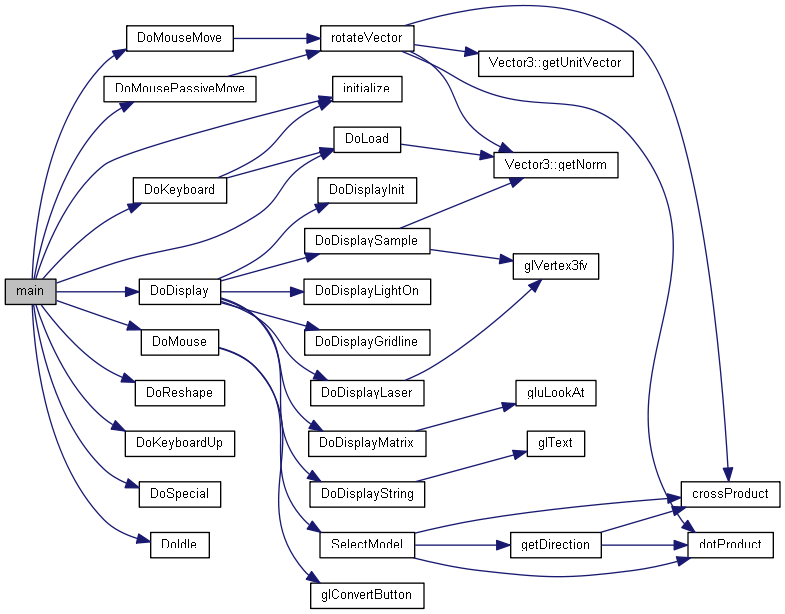 DoMouseMove
rotateVector
Vector3::getUnitVector
DoMousePassiveMove
initialize
DoLoad
Vector3::getNorm
DoKeyboard
DoDisplayInit
DoDisplaySample
glVertex3fv
main
DoDisplay
DoDisplayLightOn
DoMouse
DoDisplayGridline
DoReshape
DoDisplayLaser
gluLookAt
DoKeyboardUp
DoDisplayMatrix
glText
DoSpecial
DoDisplayString
crossProduct
DoIdle
SelectModel
getDirection
dotProduct
glConvertButton